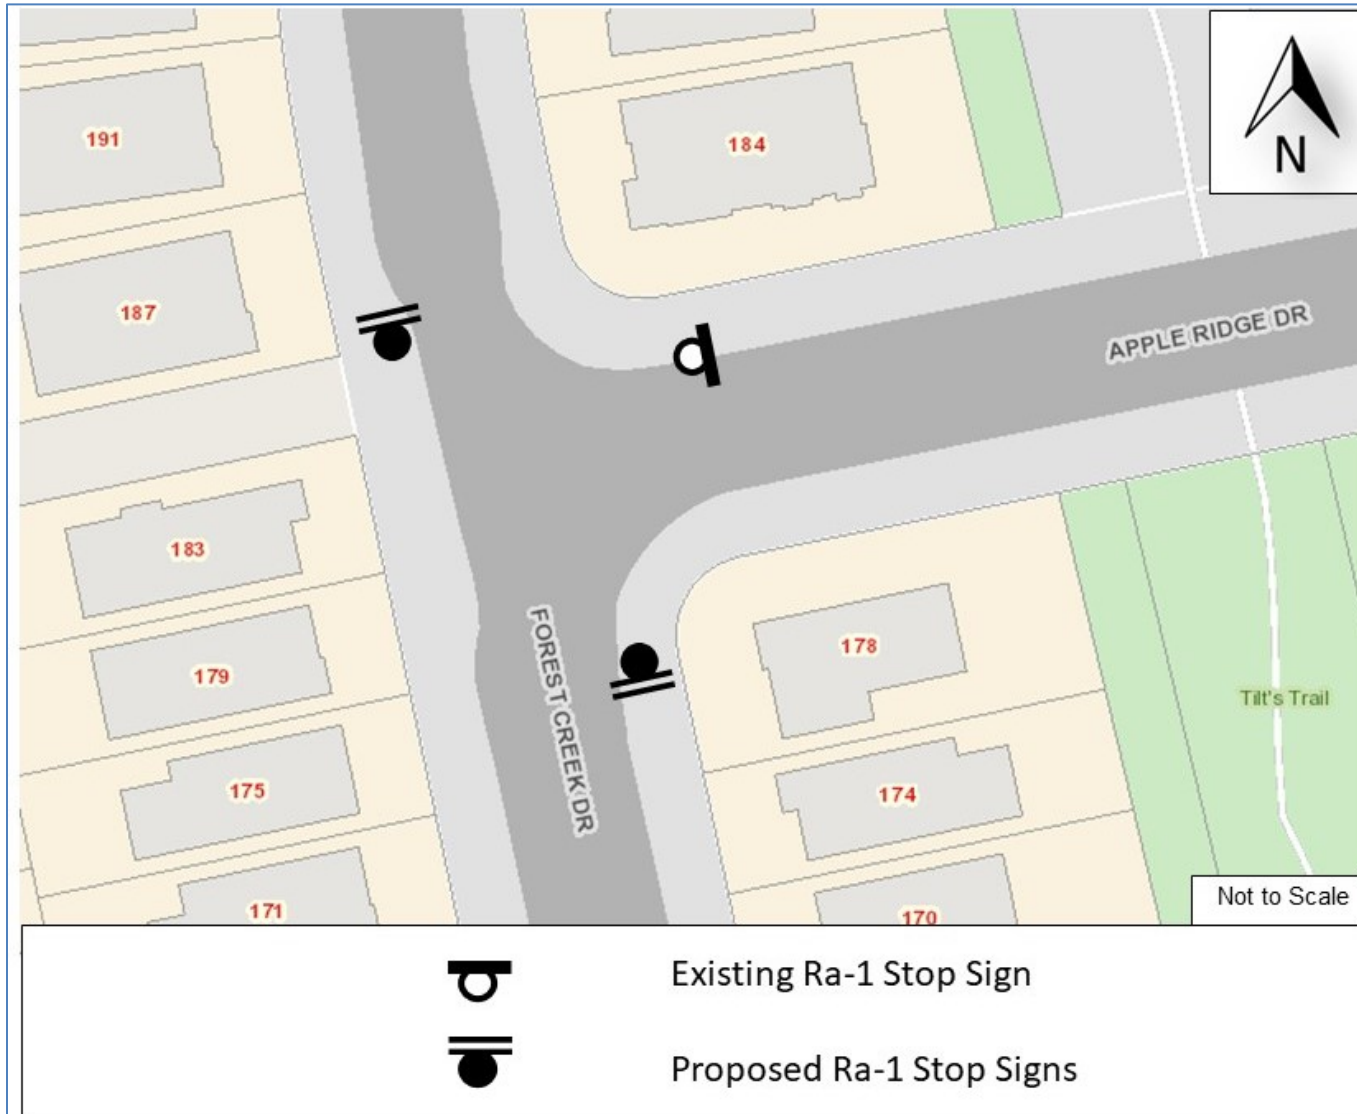 191
184
N
187
APPLE RIDGE DR
183
FOREST CREEK DR
178
179
Tilt's Trail
175
174
171
170
Not to Scale
Existing Ra-1 Stop Sign
Proposed Ra-1 Stop Signs